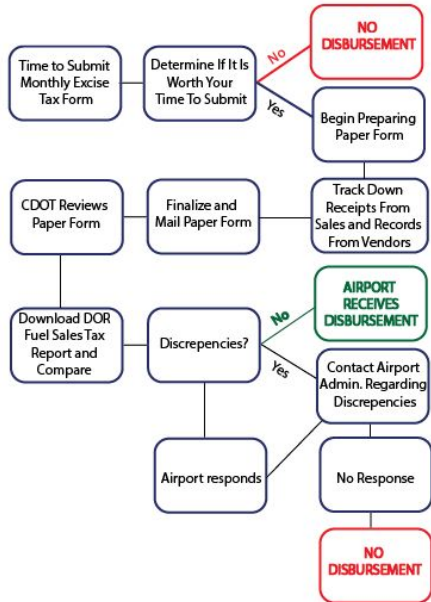 NO
DISBURSEMENT
No
Time to Submit
Monthly Excise
Tax Form
Determine If It Is
Worth Your
Time To Submit
Yes
Begin Preparing
Paper Form
CDOT Reviews
Paper Form
Finalize and
Mail Paper Form
Track Down
Receipts From
Sales and Records
From Vendors
AIRPORT
RECEIVES
DISBURSEMENT
No
Download DOR
Fuel Sales Tax
Report and
Compare
Discrepencies?
Yes
Contact Airport
Admin. Regarding
Discrepencies
Airport responds
No Response
NO
DISBURSEMENT